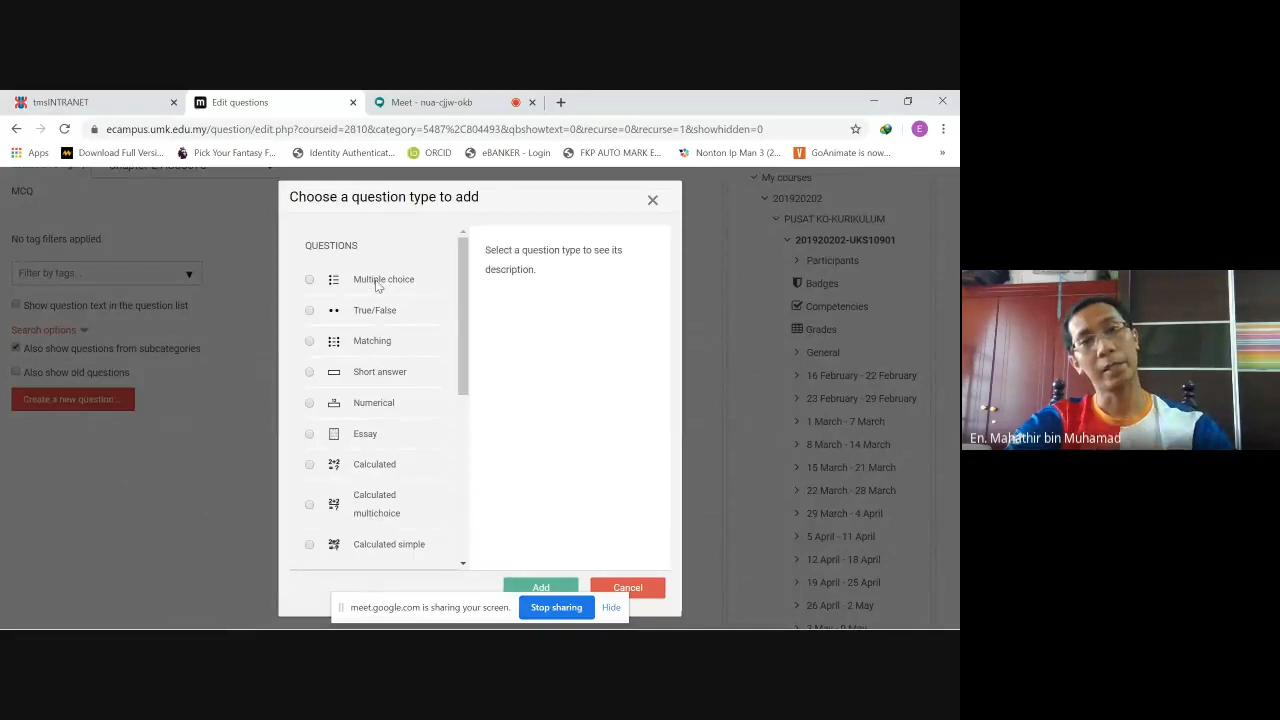 tmsINTRANET
Edit questions
Meet - nua-cjjw-okb
ecampus.umk.edu.my/question/edit.php?courseid=2810&category=5487%2C804493&qbshowtext=0&recurse=0&recurse=1&showhidden=0
E
Apps
Download Full Versi...
Pick Your Fantasy F...
Identity Authenticat...
ORCID
eBANKER - Login
FKP AUTO MARK E...
Nonton Ip Man 3 (2...
GoAnimate is now...
»
MCQ
No tag filters applied
Filter by tags...
Show question text in the question list
Search options
Also show questions from subcategories
Also show old questions
Create a new question...
Choose a question type to add
QUESTIONS
Multiple choice
True/False
Matching
Short answer
Numerical
Essay
Calculated
Calculated
multichoice
Calculated simple
Select a question type to see its
description.
Add
Cancel
meet.google.com is sharing your screen.
Stop sharing
Hide
My courses
201920202
PUSAT KO-KURIKULUM
201920202-UKS10901
Participants
Badges
Competencies
Grades
General
16 February - 22 February
23 February - 29 February
1 March - 7 March
8 March - 14 March
15 March - 21 March
22 March - 28 March
29 March - 4 April
5 April - 11 April
12 April - 18 April
19 April - 25 April
26 April - 2 May
3 May - 9 May
En. Mahathir bin Muhamad